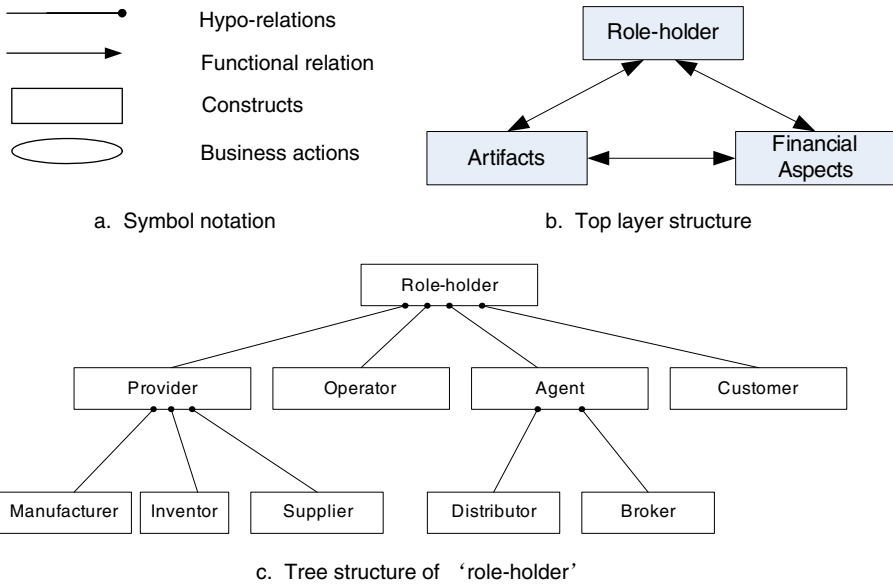 Hypo-relations
Functional relation
Constructs
Business actions
a. Symbol notation
Role-holder
Artifacts
Financial
Aspects
b. Top layer structure
Role-holder
Provider
Operator
Agent
Customer
Manufacturer
Inventor
Supplier
Distributor
Broker
c. Tree structure of ‘role-holder’